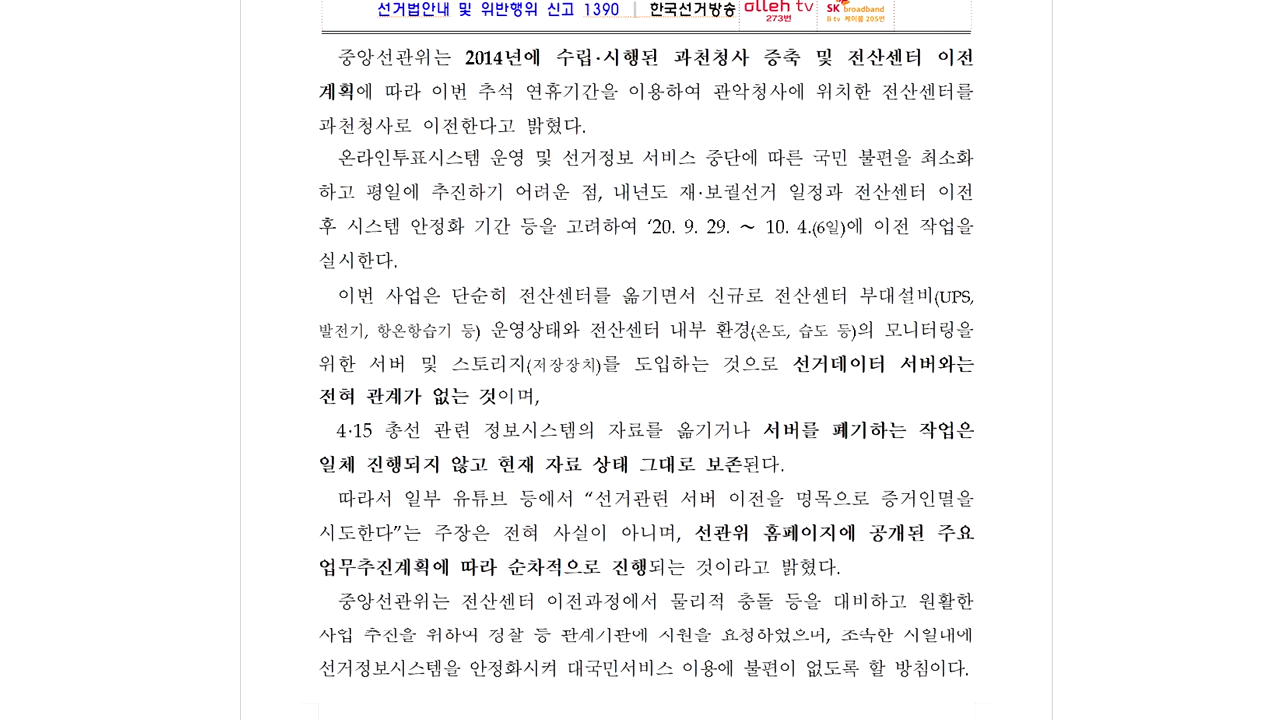 선거법안내 및 위반행위 신고 1390 | 한국선거방송 olleh tv 273번 SK broadband B tv 케이블 205번
중앙선관위는 2014년에 수립·시행된 과천청사 증축 및 전산센터 이전
계획에 따라 이번 추석 연휴기간을 이용하여 관악청사에 위치한 전산센터를
과천청사로 이전한다고 밝혔다.
온라인투표시스템 운영 및 선거정보 서비스 중단에 따른 국민 불편을 최소화
하고 평일에 추진하기 어려운 점, 내년도 재·보궐선거 일정과 전산센터 이전
후 시스템 안정화 기간 등을 고려하여 ‘20. 9. 29. ～ 10. 4.(6일)에 이전 작업을
실시한다.
이번 사업은 단순히 전산센터를 옮기면서 신규로 전산센터 부대설비(UPS,
발전기, 항온항습기 등) 운영상태와 전산센터 내부 환경(온도, 습도 등)의 모니터링을
위한 서버 및 스토리지(저장장치)를 도입하는 것으로 선거데이터 서버와는
전혀 관계가 없는 것이며,
4·15 총선 관련 정보시스템의 자료를 옮기거나 서버를 폐기하는 작업은
일체 진행되지 않고 현재 자료 상태 그대로 보존된다.
따라서 일부 유튜브 등에서 “선거관련 서버 이전을 명목으로 증거인멸을
시도한다”는 주장은 전혀 사실이 아니며, 선관위 홈페이지에 공개된 주요
업무추진계획에 따라 순차적으로 진행되는 것이라고 밝혔다.
중앙선관위는 전산센터 이전과정에서 물리적 충돌 등을 대비하고 원활한
사업 추진을 위하여 경찰 등 관계기관에 지원을 요청하였으며, 조속한 시일내에
선거정보시스템을 안정화시켜 대국민서비스 이용에 불편이 없도록 할 방침이다.